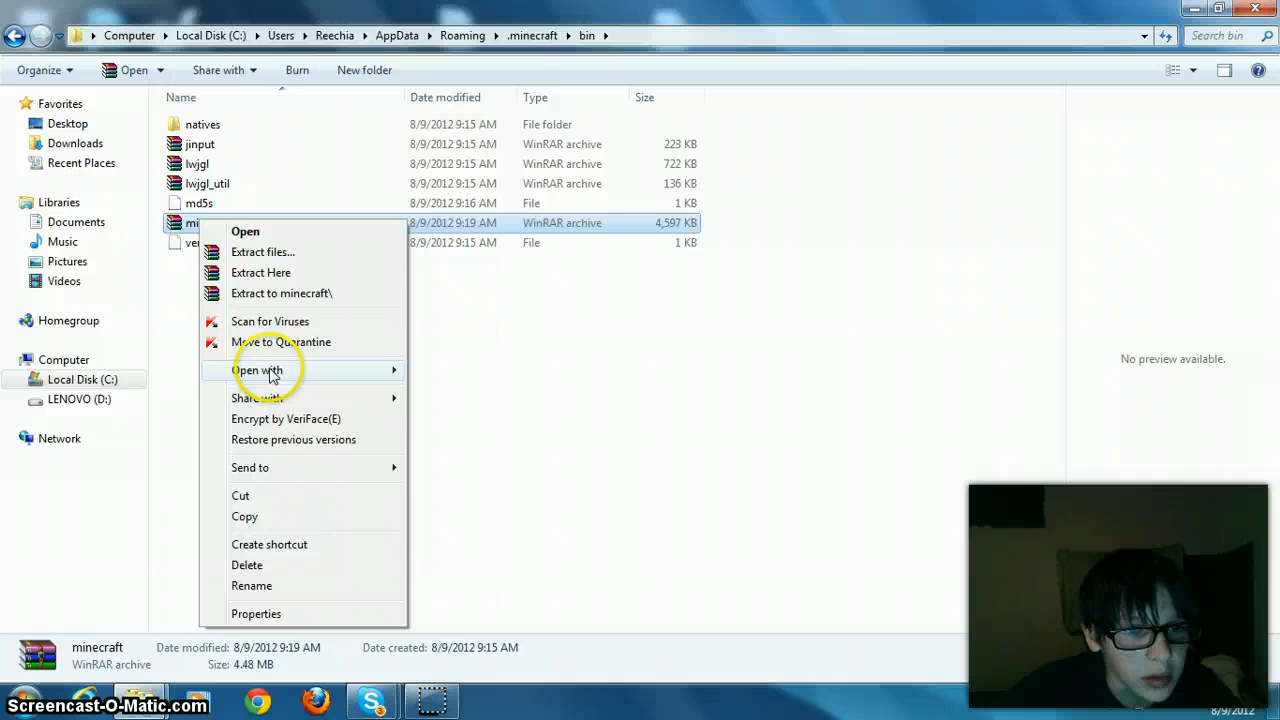 Computer Local Disk (C:) Users Reechia AppData Roaming .minecraft bin Search bin
Organize Open Share with Burn New folder
Name Date modified Type Size
Favorites
Desktop
Downloads
Recent Places
Libraries
Documents
Music
Pictures
Videos
Homegroup
Computer
Local Disk (C:)
LENOVO (D:)
Network
natives 8/9/2012 9:15 AM File folder
jinput 8/9/2012 9:15 AM WinRAR archive 223 KB
lwjgl 8/9/2012 9:15 AM WinRAR archive 722 KB
lwjgl_util 8/9/2012 9:15 AM WinRAR archive 136 KB
md5s 8/9/2012 9:16 AM File 1 KB
mi 8/9/2012 9:19 AM WinRAR archive 4,597 KB
ver 8/9/2012 9:15 AM File 1 KB
Open
Extract files...
Extract Here
Extract to minecraft\
Scan for Viruses
Move to Quarantine
Open with
Share with
Encrypt by VeriFace(E)
Restore previous versions
Send to
Cut
Copy
Create shortcut
Delete
Rename
Properties
No preview available.
minecraft Date modified: 8/9/2012 9:19 AM Date created: 8/9/2012 9:15 AM
WinRAR archive Size: 4.48 MB
Screencast-O-Matic.com
8/9/2012